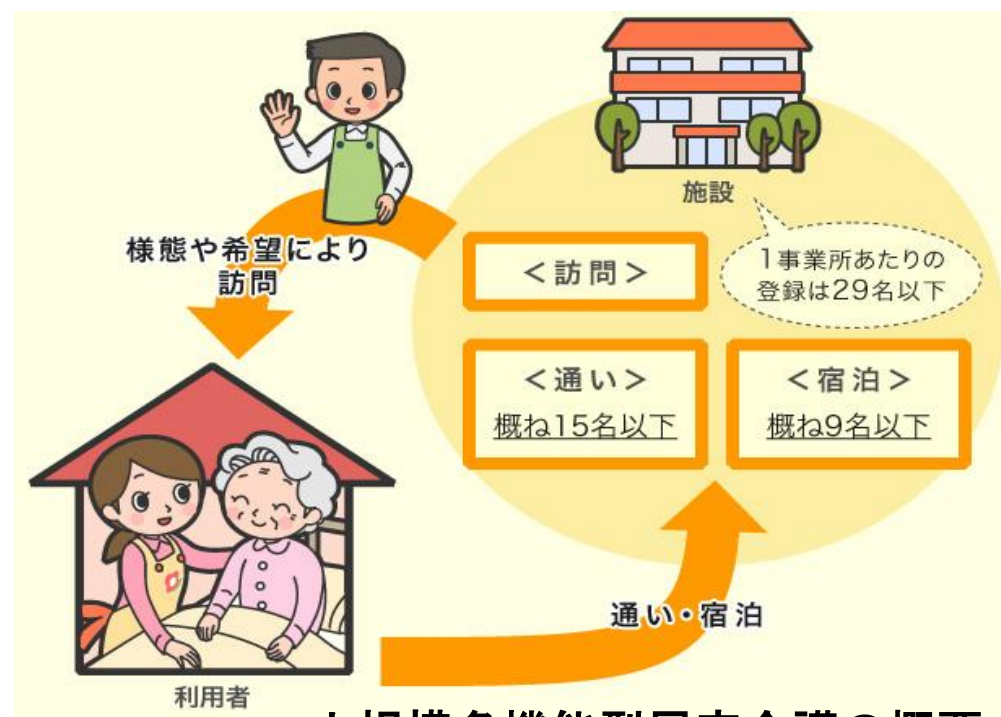 施設
様態や希望により
訪問
＜訪問＞
1事業所あたりの
登録は29名以下
＜通い＞
概ね15名以下
＜宿泊＞
概ね9名以下
通い・宿泊
利用者